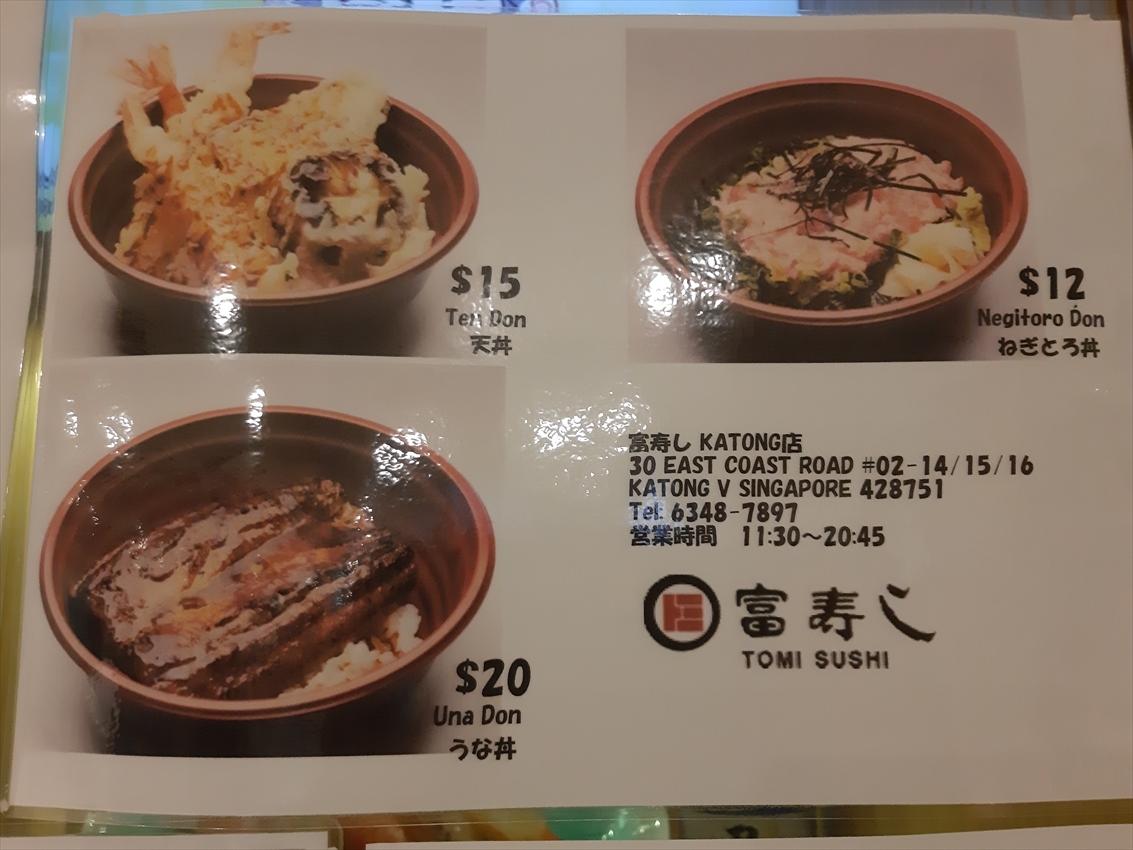 $15
Ten Don
天丼
$12
Negitoro Don
ねぎとろ丼
$20
Una Don
うな丼
富寿し KATONG店
30 EAST COAST ROAD #02-14/15/16
KATONG V SINGAPORE 428751
Tel: 6348-7897
営業時間 11:30～20:45
富寿し
TOMI SUSHI